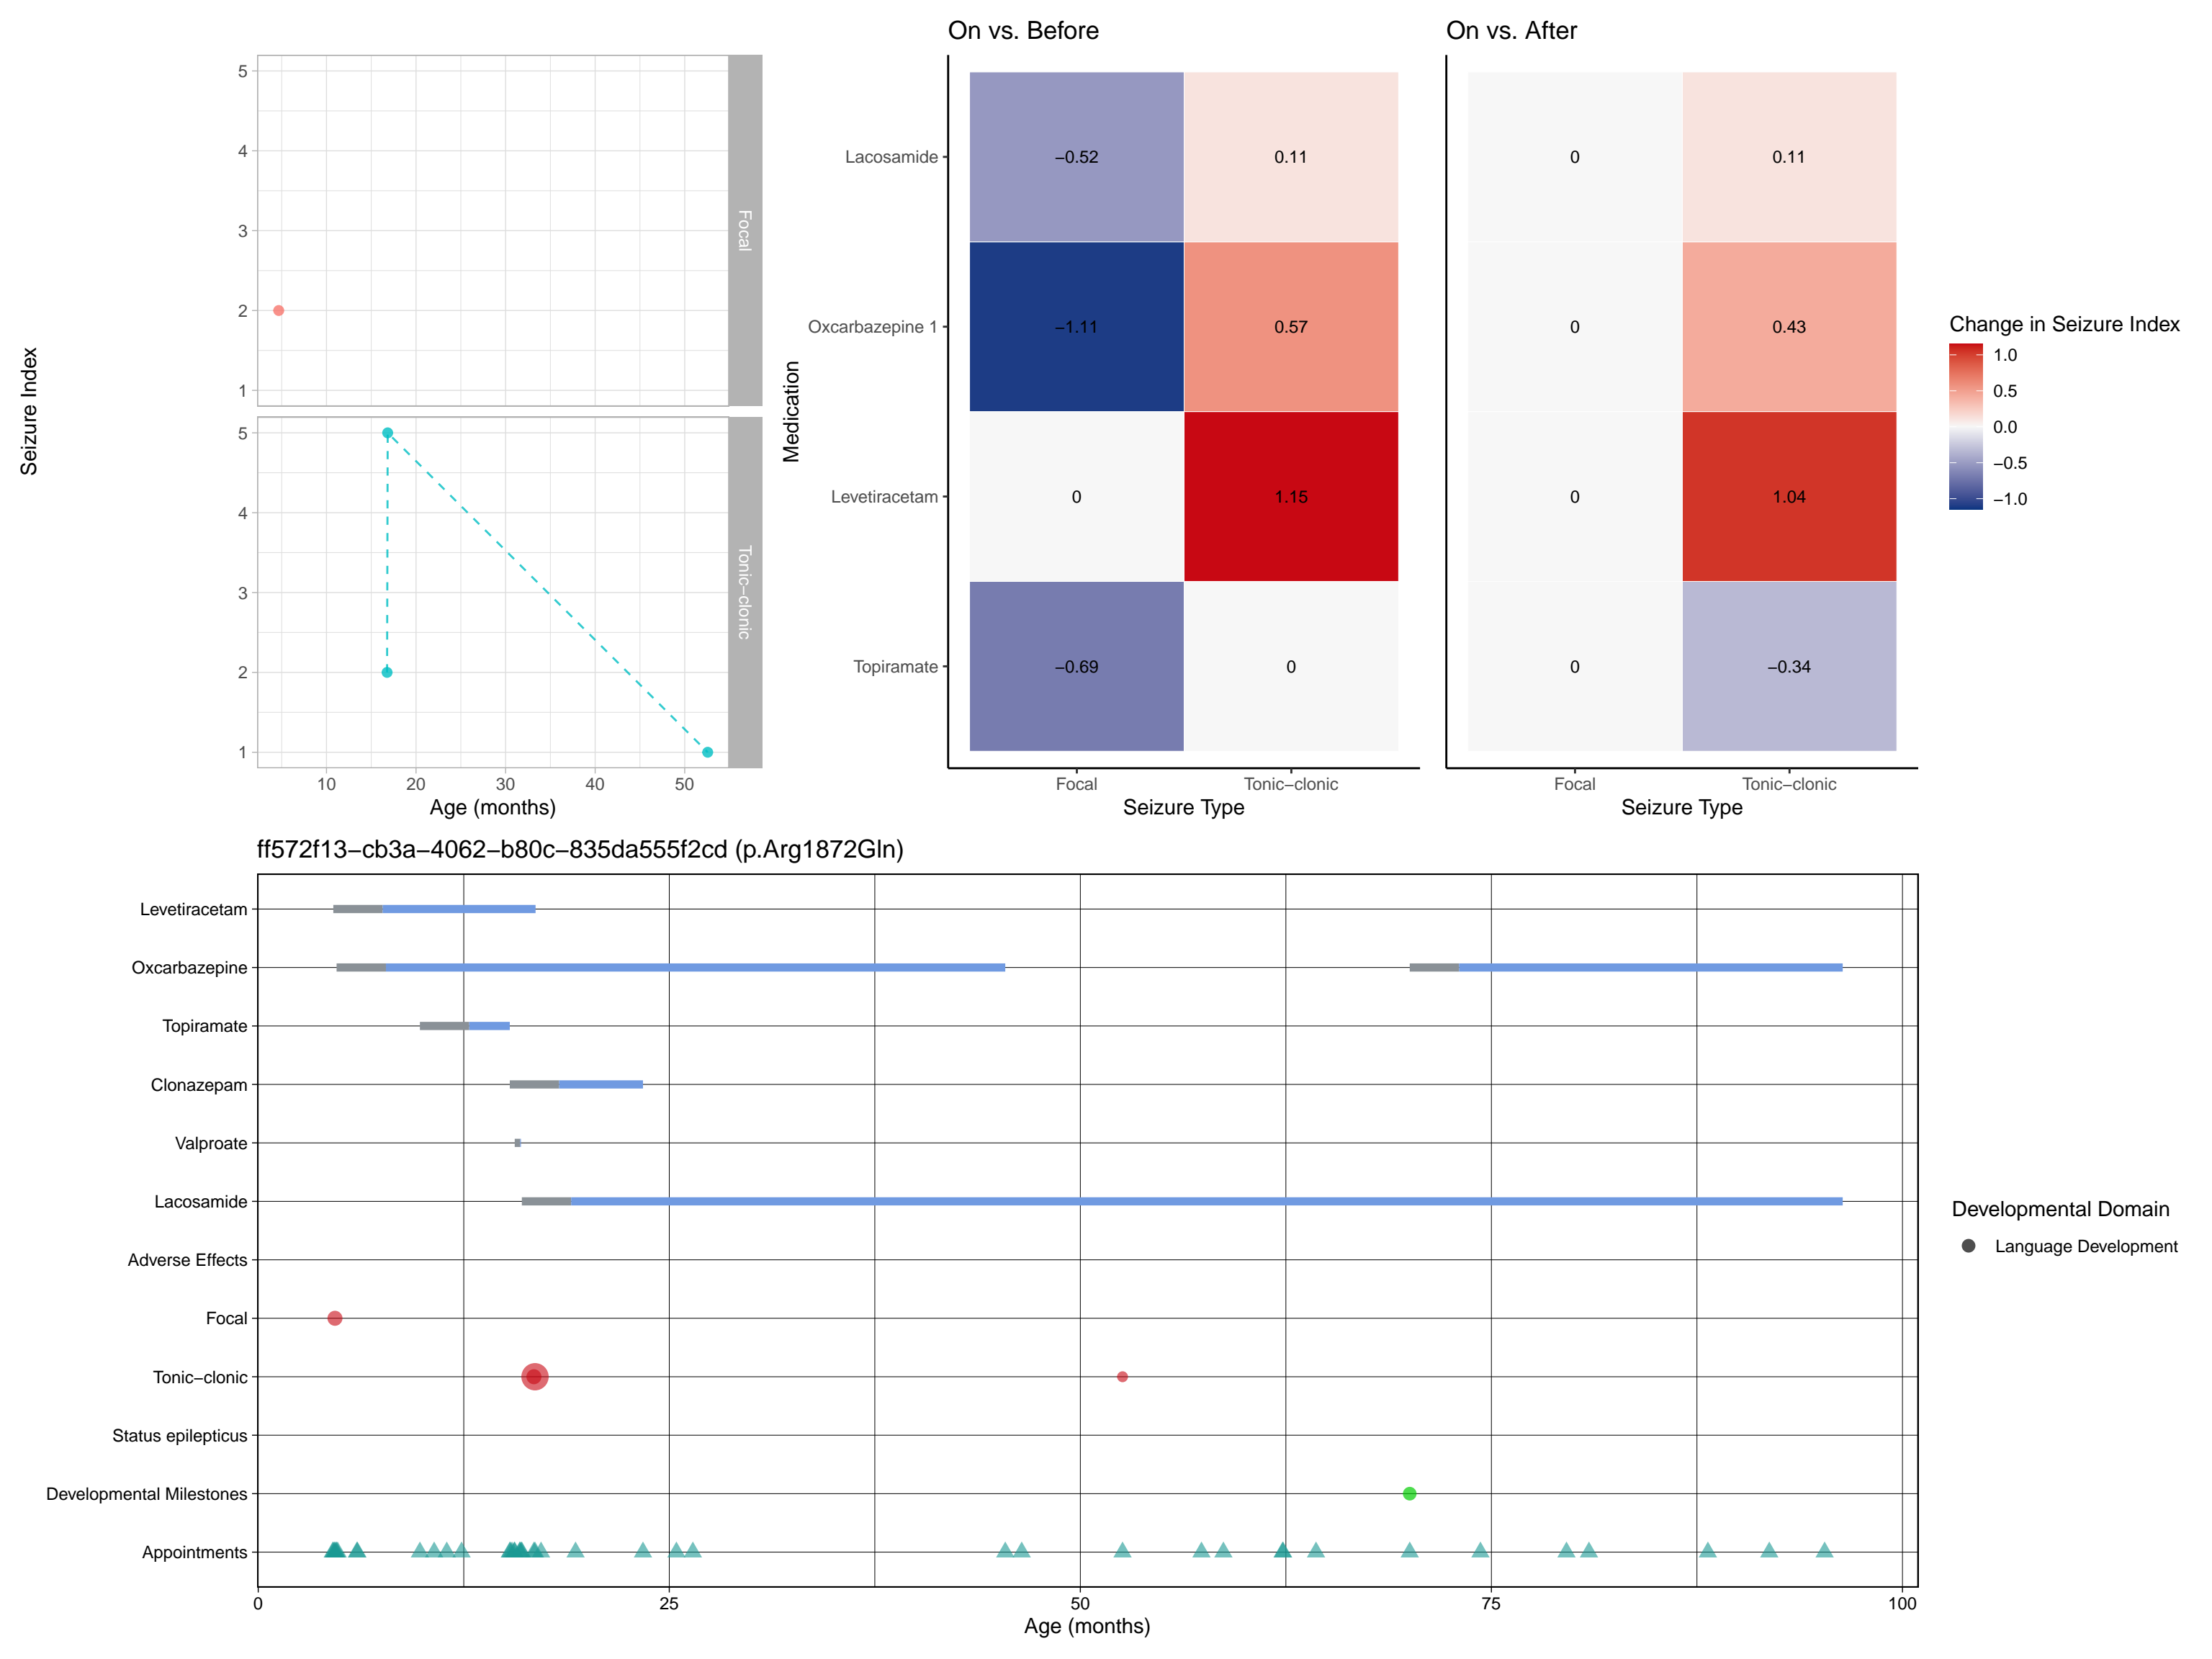 On vs. Before
On vs. After
Seizure Index
5
4
3
2
1
Focal
5
4
3
2
1
Tonic−clonic
10 20 30 40 50
Age (months)
Medication
Lacosamide
Oxcarbazepine 1
Levetiracetam
Topiramate
−0.52 0.11
−1.11 0.57
0 1.15
−0.69 0
Focal Tonic−clonic
Seizure Type
0 0.11
0 0.43
0 1.04
0 −0.34
Focal Tonic−clonic
Seizure Type
Change in Seizure Index
1.0
0.5
0.0
−0.5
−1.0
ff572f13−cb3a−4062−b80c−835da555f2cd (p.Arg1872Gln)
Levetiracetam
Oxcarbazepine
Topiramate
Clonazepam
Valproate
Lacosamide
Adverse Effects
Focal
Tonic−clonic
Status epilepticus
Developmental Milestones
Appointments
0 25 50 75 100
Age (months)
Developmental Domain
Language Development